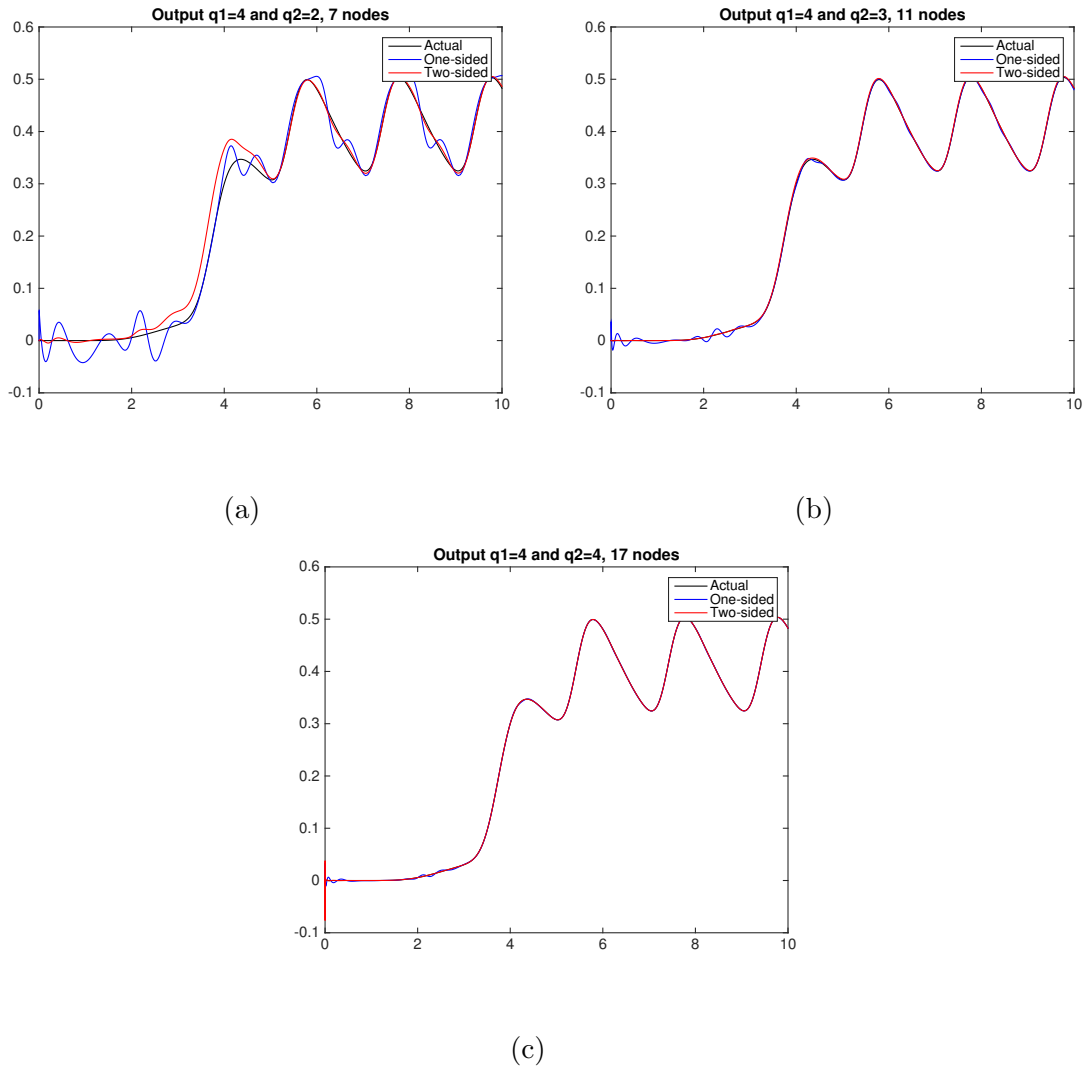 Output q1=4 and q2=2, 7 nodes
0.6
0.5
0.4
0.3
0.2
0.1
0
-0.1
0 2 4 6 8 10
Actual
One-sided
Two-sided
(a)
Output q1=4 and q2=3, 11 nodes
0.6
0.5
0.4
0.3
0.2
0.1
0
-0.1
0 2 4 6 8 10
Actual
One-sided
Two-sided
(b)
Output q1=4 and q2=4, 17 nodes
0.6
0.5
0.4
0.3
0.2
0.1
0
-0.1
0 2 4 6 8 10
Actual
One-sided
Two-sided
(c)